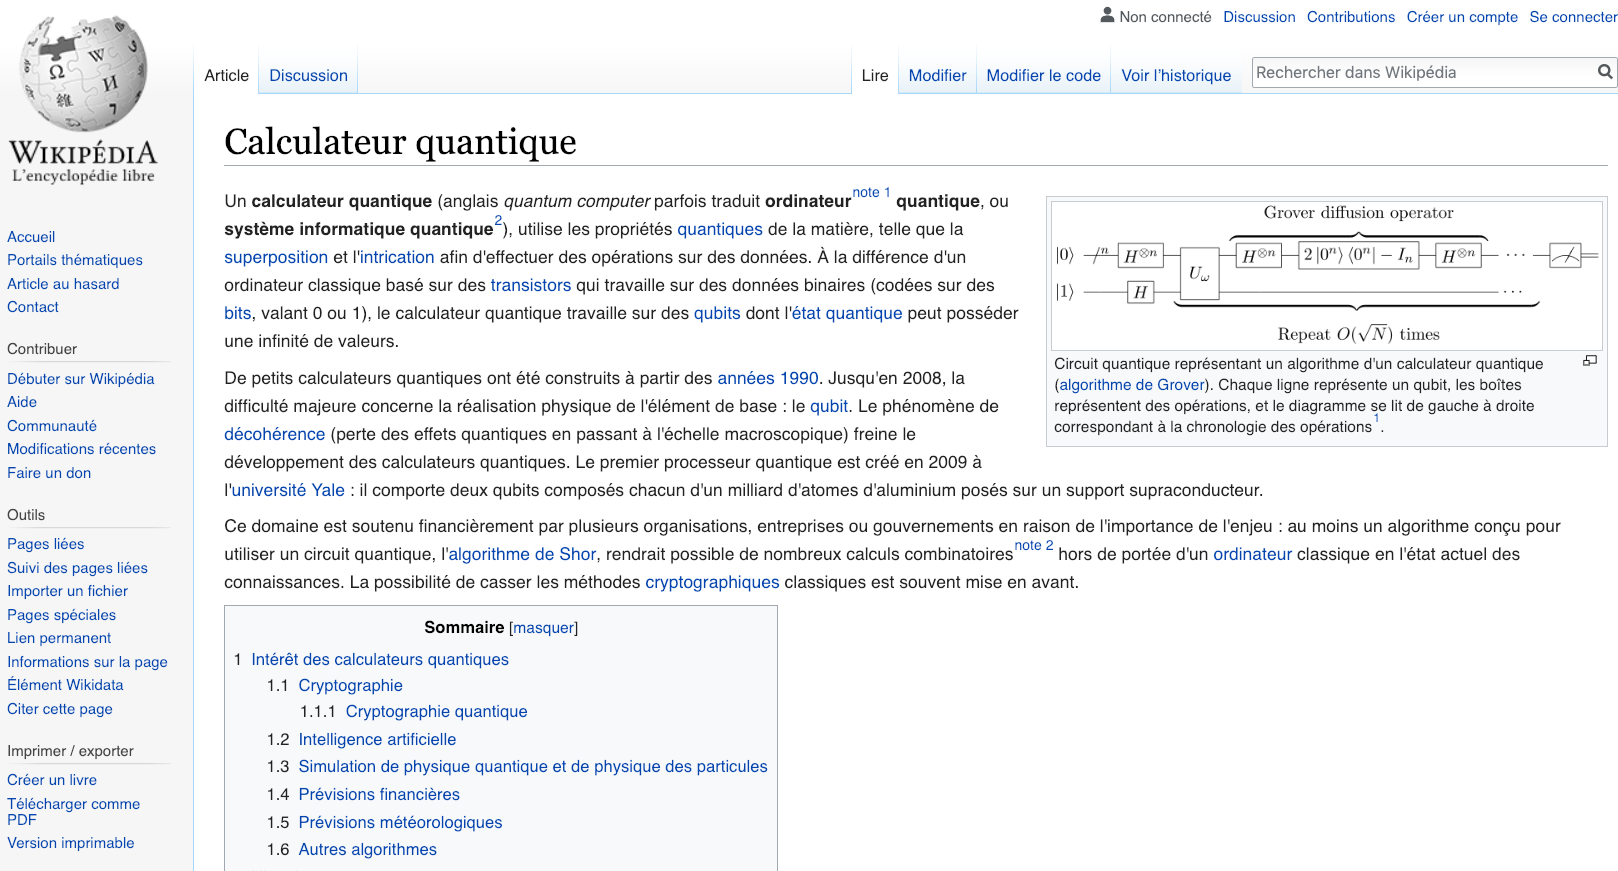 Non connecté Discussion Contributions Créer un compte Se connecter
WIKIPÉDIA
L'encyclopédie libre
Article Discussion Lire Modifier Modifier le code Voir l'historique Rechercher dans Wikipédia
Accueil
Portails thématiques
Article au hasard
Contact
Contribuer
Débuter sur Wikipédia
Aide
Communauté
Modifications récentes
Faire un don
Outils
Pages liées
Suivi des pages liées
Importer un fichier
Pages spéciales
Lien permanent
Informations sur la page
Élément Wikidata
Citer cette page
Imprimer / exporter
Créer un livre
Télécharger comme
PDF
Version imprimable
Calculateur quantique
Un calculateur quantique (anglais quantum computer parfois traduit ordinateur note 1 quantique, ou
système informatique quantique 2), utilise les propriétés quantiques de la matière, telle que la
superposition et l'intrication afin d'effectuer des opérations sur des données. À la différence d'un
ordinateur classique basé sur des transistors qui travaille sur des données binaires (codées sur des
bits, valant 0 ou 1), le calculateur quantique travaille sur des qubits dont l'état quantique peut posséder
une infinité de valeurs.
De petits calculateurs quantiques ont été construits à partir des années 1990. Jusqu'en 2008, la
difficulté majeure concerne la réalisation physique de l'élément de base : le qubit. Le phénomène de
décohérence (perte des effets quantiques en passant à l'échelle macroscopique) freine le
développement des calculateurs quantiques. Le premier processeur quantique est créé en 2009 à
l'université Yale : il comporte deux qubits composés chacun d'un milliard d'atomes d'aluminium posés sur un support supraconducteur.
Ce domaine est soutenu financièrement par plusieurs organisations, entreprises ou gouvernements en raison de l'importance de l'enjeu : au moins un algorithme conçu pour
utiliser un circuit quantique, l'algorithme de Shor, rendrait possible de nombreux calculs combinatoires note 2 hors de portée d'un ordinateur classique en l'état actuel des
connaissances. La possibilité de casser les méthodes cryptographiques classiques est souvent mise en avant.
Grover diffusion operator
|0⟩ /n H⊗n Uω H⊗n 2|0n⟩⟨0n| − In H⊗n ···
|1⟩ H ···
Repeat O(√N) times
Circuit quantique représentant un algorithme d'un calculateur quantique
(algorithme de Grover). Chaque ligne représente un qubit, les boîtes
représentent des opérations, et le diagramme se lit de gauche à droite
correspondant à la chronologie des opérations 1.
Sommaire [masquer]
1 Intérêt des calculateurs quantiques
1.1 Cryptographie
1.1.1 Cryptographie quantique
1.2 Intelligence artificielle
1.3 Simulation de physique quantique et de physique des particules
1.4 Prévisions financières
1.5 Prévisions météorologiques
1.6 Autres algorithmes